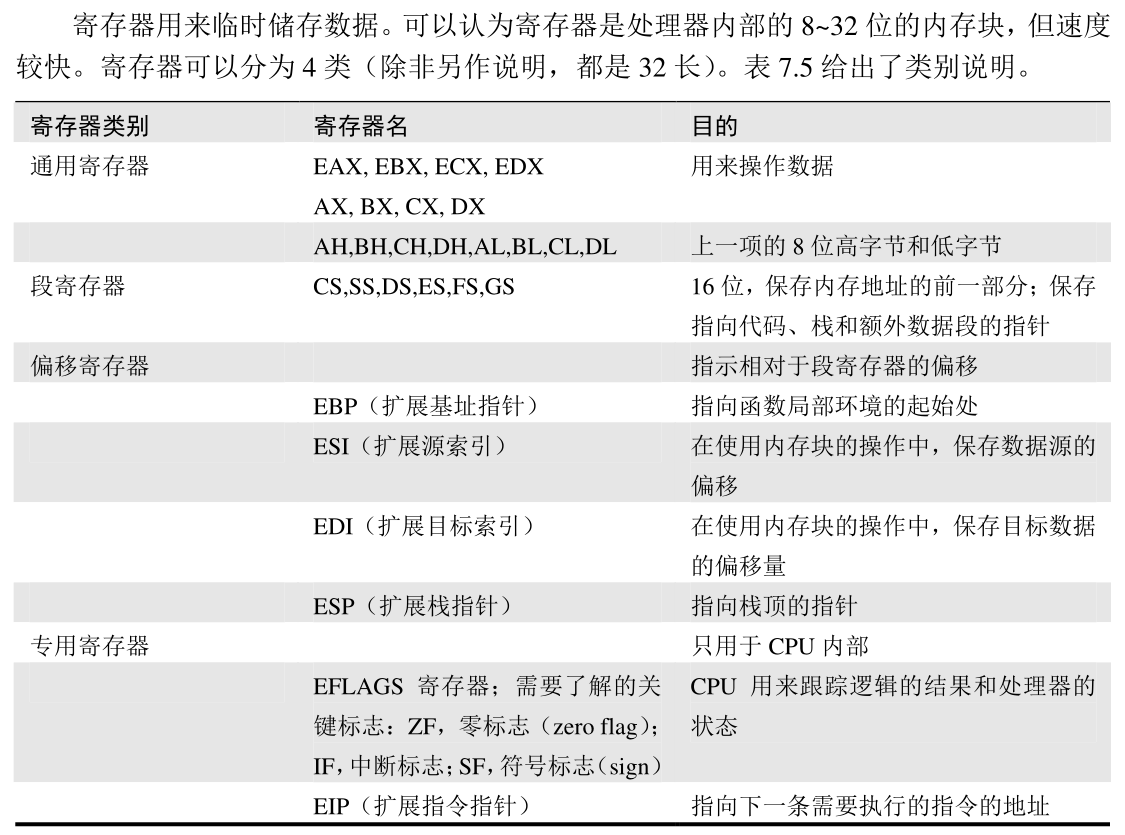 寄存器用来临时储存数据。可以认为寄存器是处理器内部的 8~32 位的内存块，但速度
较快。寄存器可以分为 4 类（除非另作说明，都是 32 长）。表 7.5 给出了类别说明。
寄存器类别 寄存器名 目的
通用寄存器 EAX, EBX, ECX, EDX 用来操作数据
AX, BX, CX, DX
AH,BH,CH,DH,AL,BL,CL,DL 上一项的 8 位高字节和低字节
段寄存器 CS,SS,DS,ES,FS,GS 16 位，保存内存地址的前一部分；保存
指向代码、栈和额外数据段的指针
偏移寄存器 指示相对于段寄存器的偏移
EBP（扩展基址指针） 指向函数局部环境的起始处
ESI（扩展源索引） 在使用内存块的操作中，保存数据源的
偏移
EDI（扩展目标索引） 在使用内存块的操作中，保存目标数据
的偏移量
ESP（扩展栈指针） 指向栈顶的指针
专用寄存器 只用于 CPU 内部
EFLAGS 寄存器；需要了解的关 CPU 用来跟踪逻辑的结果和处理器的
键标志：ZF，零标志（zero flag）； 状态
IF，中断标志；SF，符号标志（sign）
EIP（扩展指令指针） 指向下一条需要执行的指令的地址